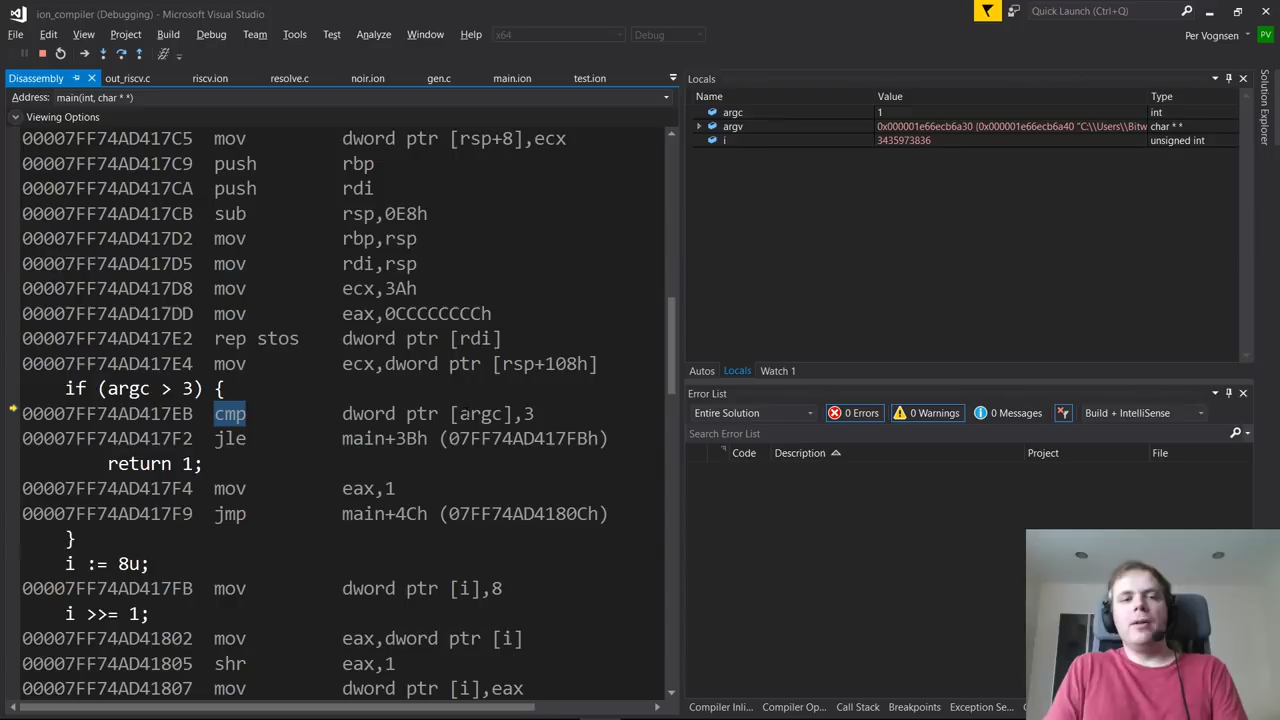 ion_compiler (Debugging) - Microsoft Visual Studio
Quick Launch (Ctrl+Q)
File Edit View Project Build Debug Team Tools Test Analyze Window Help x64 Debug
Per Vognsen PV
Disassembly out_riscv.c riscv.ion resolve.c noir.ion gen.c main.ion test.ion
Address: main(int, char * *)
Viewing Options
00007FF74AD417C5 mov dword ptr [rsp+8],ecx
00007FF74AD417C9 push rbp
00007FF74AD417CA push rdi
00007FF74AD417CB sub rsp,0E8h
00007FF74AD417D2 mov rbp,rsp
00007FF74AD417D5 mov rdi,rsp
00007FF74AD417D8 mov ecx,3Ah
00007FF74AD417DD mov eax,0CCCCCCCCh
00007FF74AD417E2 rep stos dword ptr [rdi]
00007FF74AD417E4 mov ecx,dword ptr [rsp+108h]
if (argc > 3) {
00007FF74AD417EB cmp dword ptr [argc],3
00007FF74AD417F2 jle main+3Bh (07FF74AD417FBh)
return 1;
00007FF74AD417F4 mov eax,1
00007FF74AD417F9 jmp main+4Ch (07FF74AD4180Ch)
}
i := 8u;
00007FF74AD417FB mov dword ptr [i],8
i >>= 1;
00007FF74AD41802 mov eax,dword ptr [i]
00007FF74AD41805 shr eax,1
00007FF74AD41807 mov dword ptr [i],eax
Locals
Name Value Type
argc 1 int
argv 0x000001e66ecb6a30 {0x000001e66ecb6a40 "C:\\Users\\Bitw char * *
i 3435973836 unsigned int
Autos Locals Watch 1
Error List
Entire Solution 0 Errors 0 Warnings 0 Messages Build + IntelliSense
Search Error List
Code Description Project File
Compiler Inli... Compiler Op... Call Stack Breakpoints Exception Se...
Solution Explorer